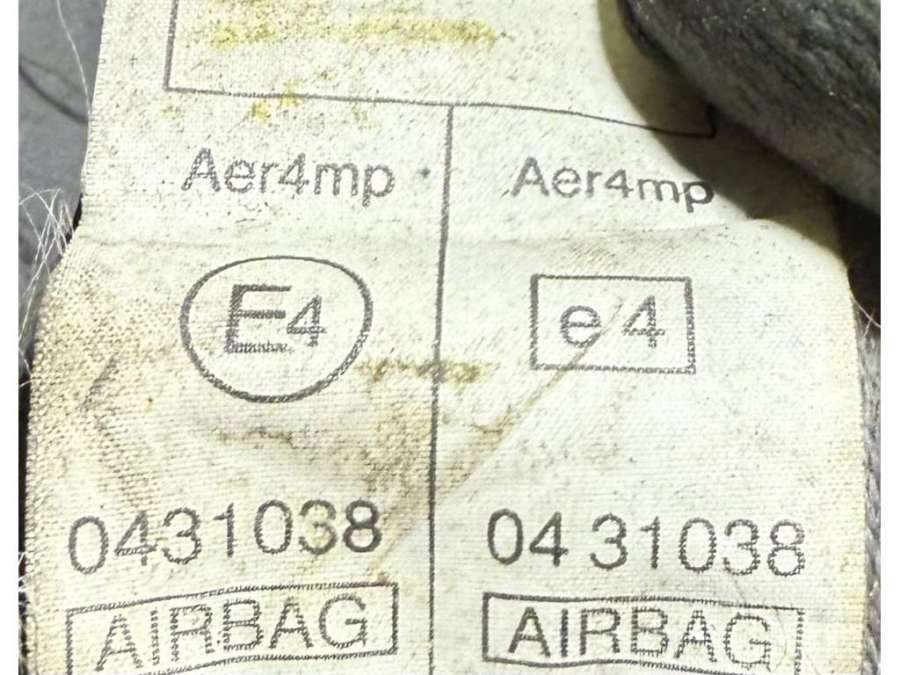 Aer4mp Aer4mp
E4 e4
0431038 04 31038
AIRBAG AIRBAG